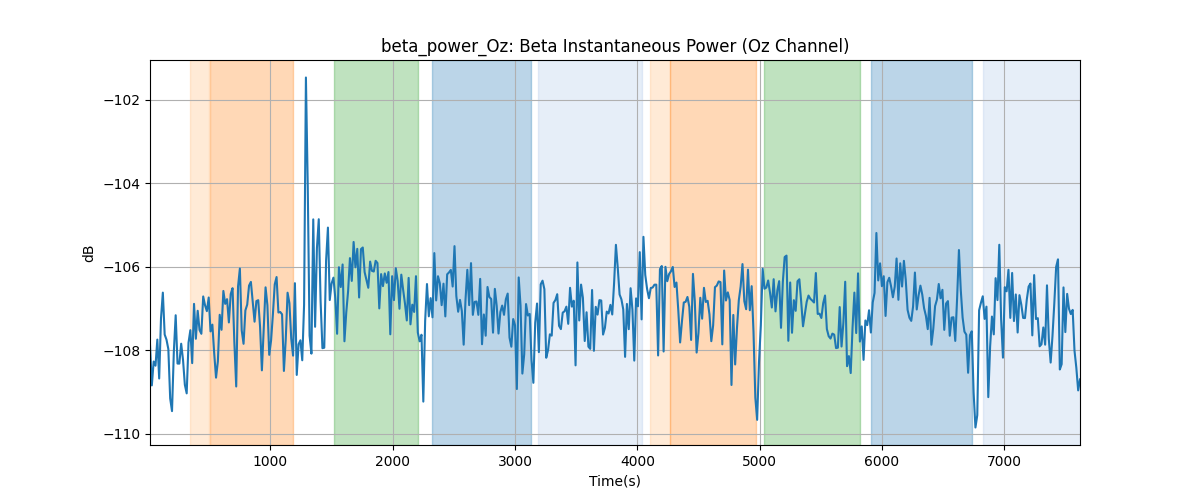 beta_power_Oz: Beta Instantaneous Power (Oz Channel)
−102
−104
−106
−108
−110
dB
1000 2000 3000 4000 5000 6000 7000
Time(s)